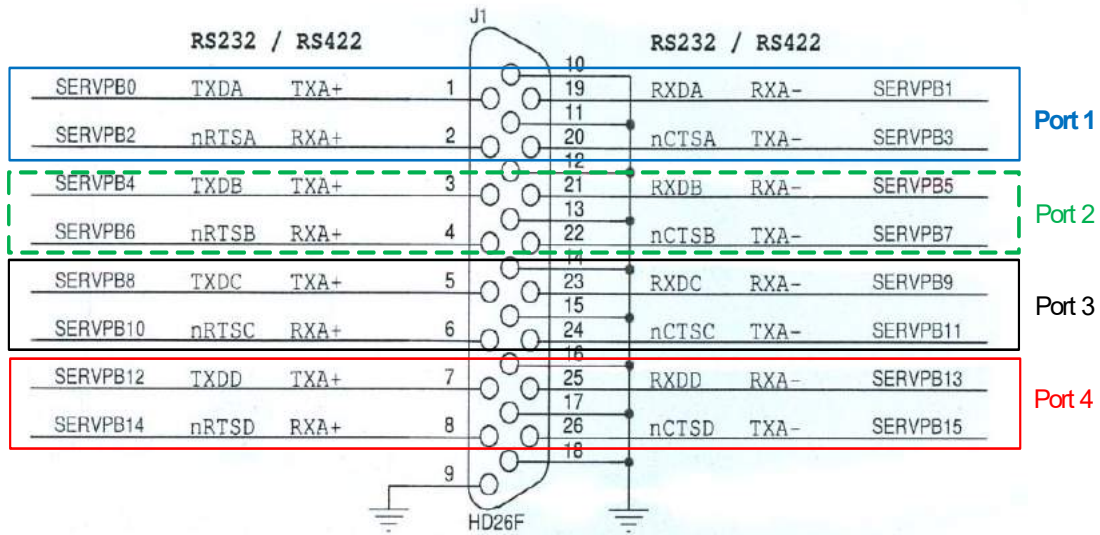 J1
RS232 / RS422 RS232 / RS422
10
SERVPB0 TXDA TXA+ 1 19 RXDA RXA- SERVPB1
11
Port 1
SERVPB2 nRTSA RXA+ 2 20 nCTSA TXA- SERVPB3
12
SERVPB4 TXDB TXA+ 3 21 RXDB RXA- SERVPB5
13
Port 2
SERVPB6 nRTSB RXA+ 4 22 nCTSB TXA- SERVPB7
14
SERVPB8 TXDC TXA+ 5 23 RXDC RXA- SERVPB9
15
Port 3
SERVPB10 nRTSC RXA+ 6 24 nCTSC TXA- SERVPB11
16
SERVPB12 TXDD TXA+ 7 25 RXDD RXA- SERVPB13
17
Port 4
SERVPB14 nRTSD RXA+ 8 26 nCTSD TXA- SERVPB15
18
9
HD26F